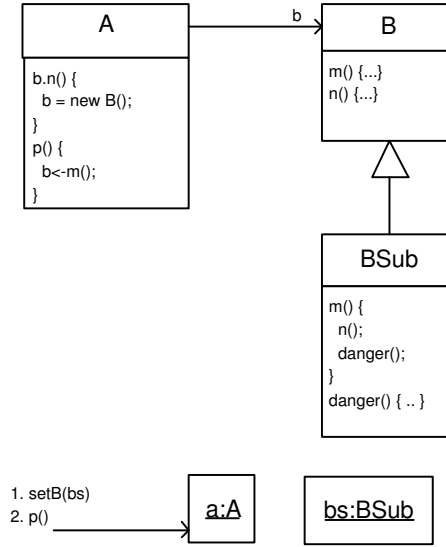 A
b.n() {
b = new B();
}
p() {
b<-m();
}
b
B
m() {...}
n() {...}
BSub
m() {
n();
danger();
}
danger() { .. }
1. setB(bs)
2. p()
a:A
bs:BSub